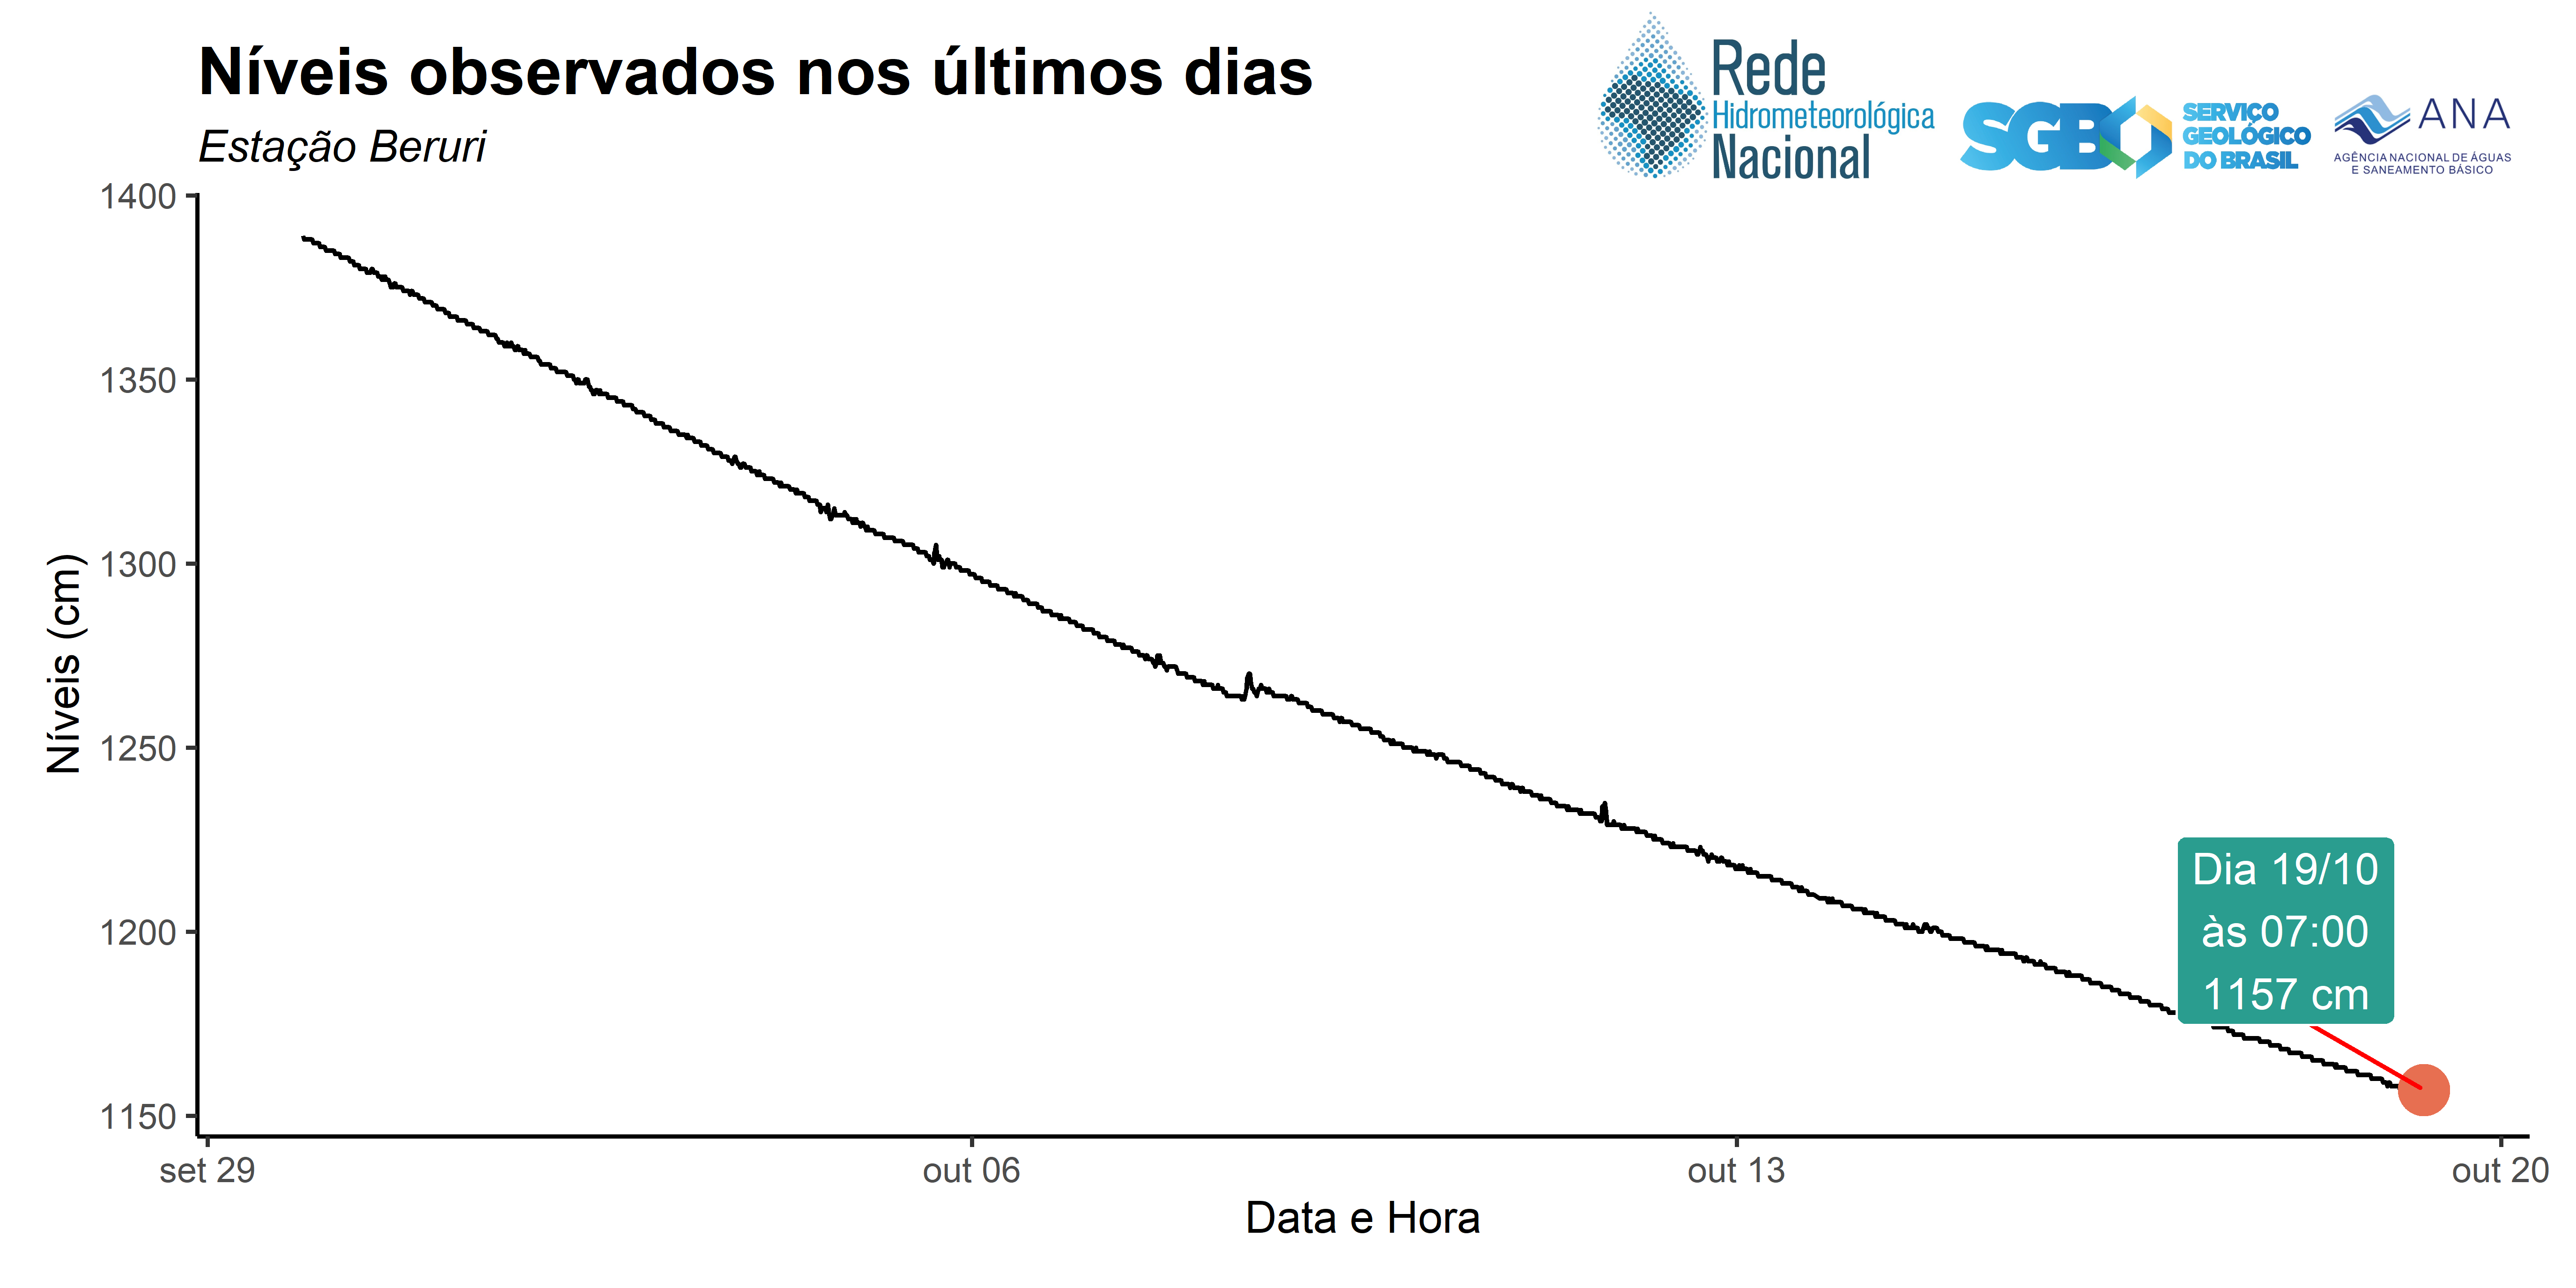 Níveis observados nos últimos dias
Estação Beruri
Rede
Hidrometeorológica
Nacional
SGB
SERVIÇO
GEOLÓGICO
DO BRASIL
ANA
AGÊNCIA NACIONAL DE ÁGUAS
E SANEAMENTO BÁSICO
Níveis (cm)
1400
1350
1300
1250
1200
1150
Dia 19/10
às 07:00
1157 cm
set 29
out 06
out 13
out 20
Data e Hora